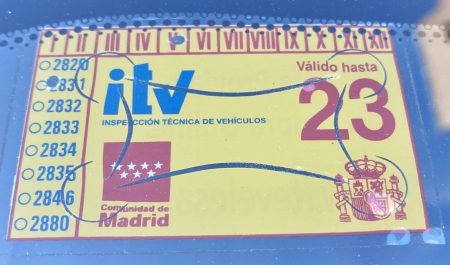 I II III IV V VI VII VIII IX X XI XII
2820
2831
2832
2833
2834
2835
2846
2880
itv
INSPECCIÓN TÉCNICA DE VEHÍCULOS
Válido hasta
23
Comunidad de
Madrid